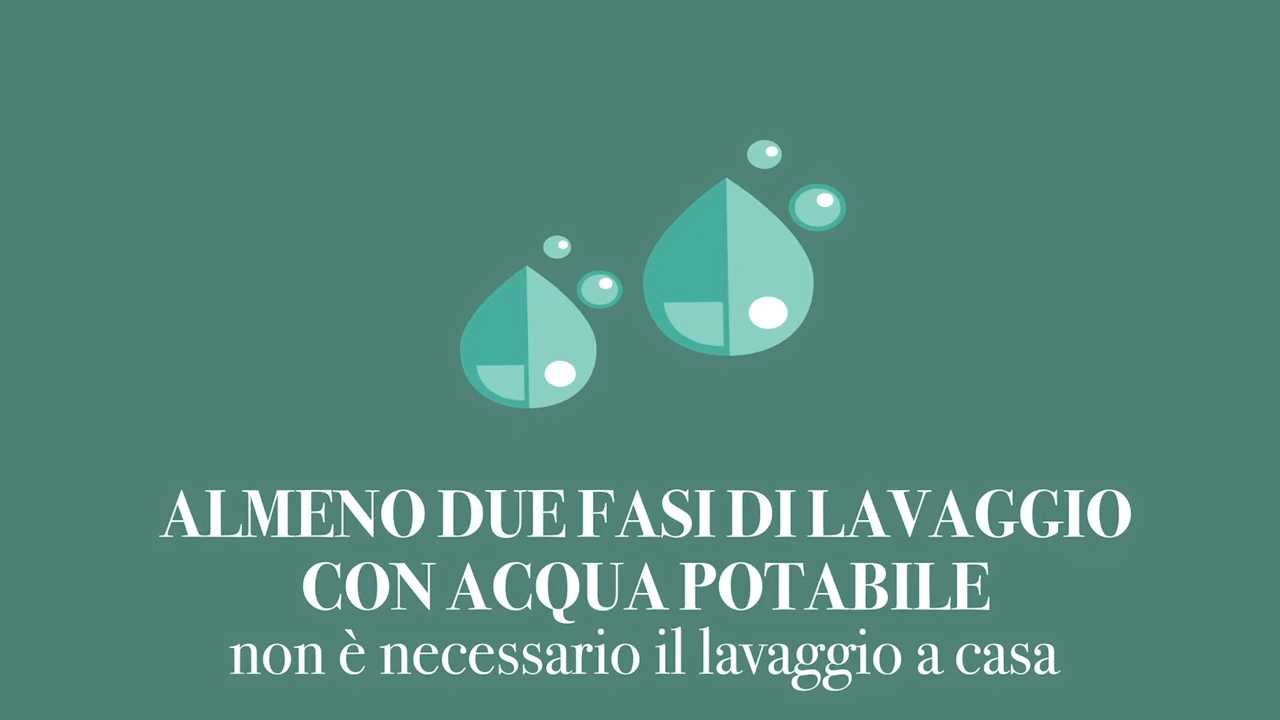 ALMENO DUE FASI DI LAVAGGIO
CON ACQUA POTABILE
non è necessario il lavaggio a casa